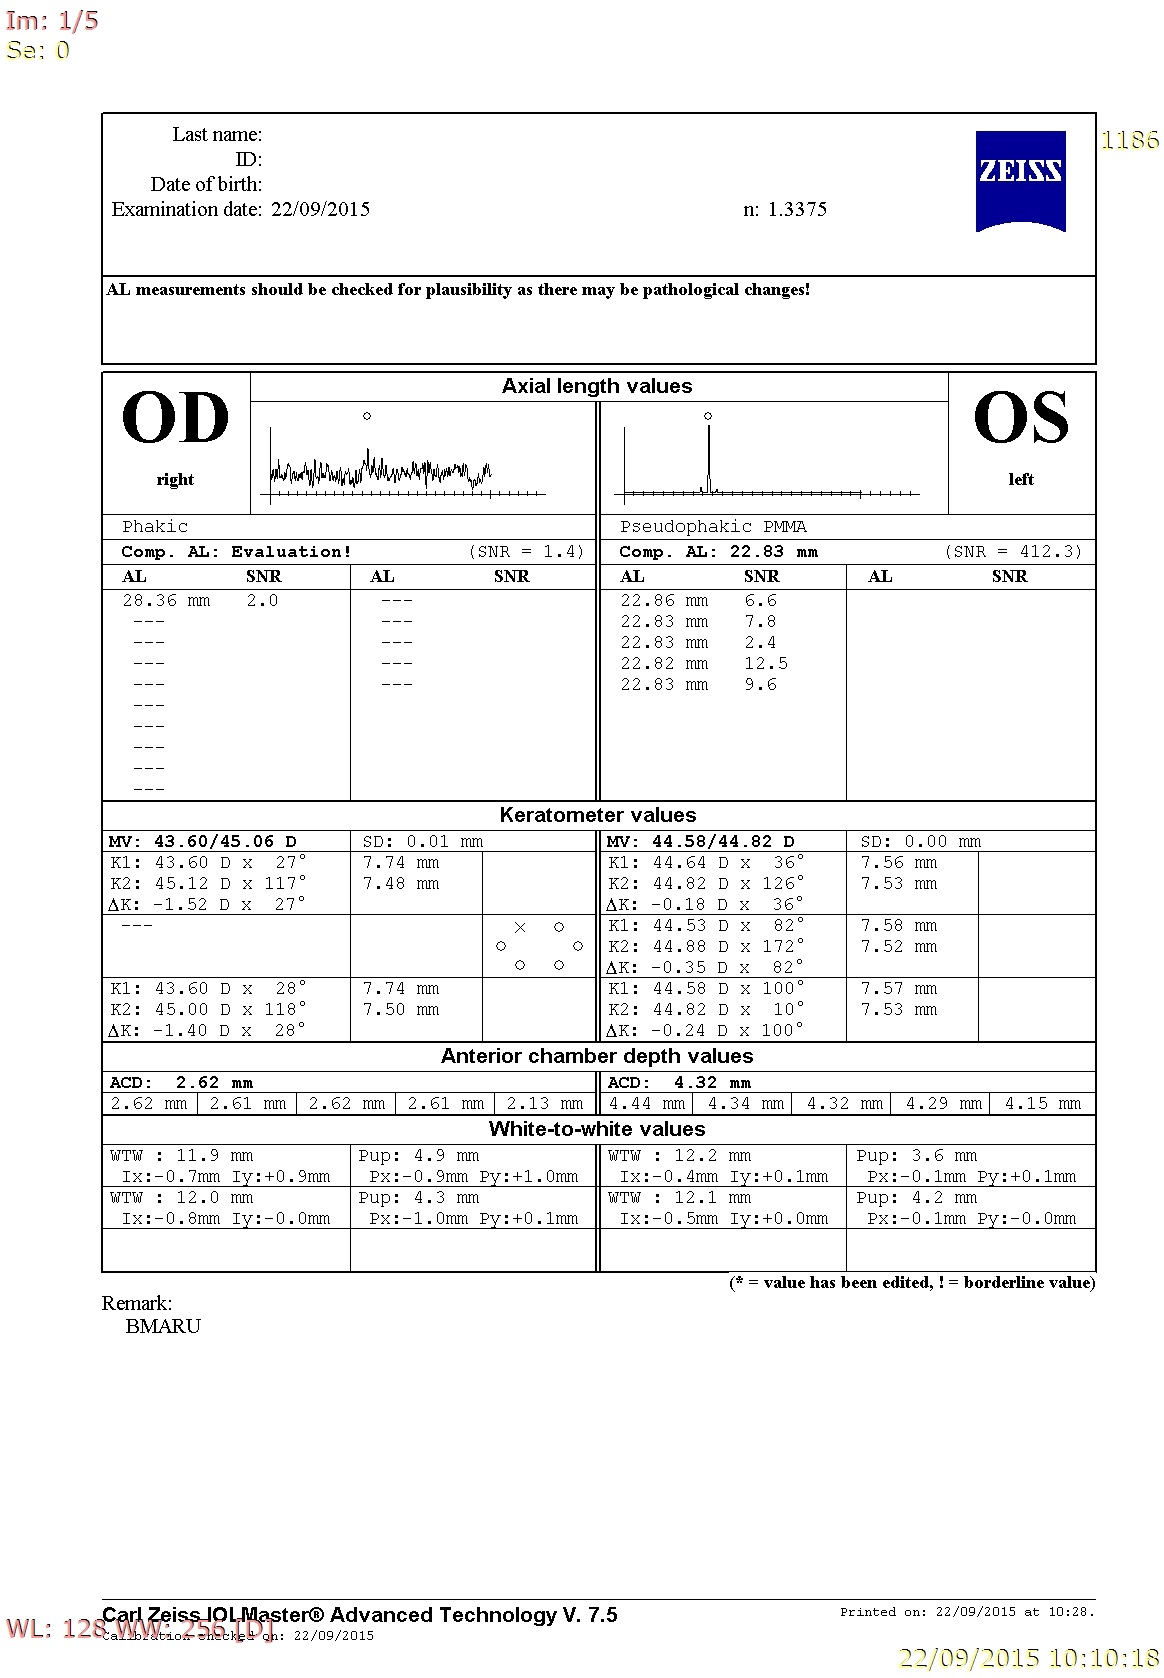 Im: 1/5
Se: 0
1186
Last name:
ID:
Date of birth:
Examination date: 22/09/2015 n: 1.3375
ZEISS
AL measurements should be checked for plausibility as there may be pathological changes!
Axial length values
OD
right
OS
left
Phakic
Pseudophakic PMMA
Comp. AL: Evaluation! (SNR = 1.4)
Comp. AL: 22.83 mm (SNR = 412.3)
AL SNR AL SNR AL SNR AL SNR
28.36 mm 2.0 --- 22.86 mm 6.6
--- --- 22.83 mm 7.8
--- --- 22.83 mm 2.4
--- --- 22.82 mm 12.5
--- --- 22.83 mm 9.6
---
---
---
---
---
Keratometer values
MV: 43.60/45.06 D SD: 0.01 mm MV: 44.58/44.82 D SD: 0.00 mm
K1: 43.60 D x 27° 7.74 mm K1: 44.64 D x 36° 7.56 mm
K2: 45.12 D x 117° 7.48 mm K2: 44.82 D x 126° 7.53 mm
ΔK: -1.52 D x 27° ΔK: -0.18 D x 36°
--- K1: 44.53 D x 82° 7.58 mm
K2: 44.88 D x 172° 7.52 mm
ΔK: -0.35 D x 82°
K1: 43.60 D x 28° 7.74 mm K1: 44.58 D x 100° 7.57 mm
K2: 45.00 D x 118° 7.50 mm K2: 44.82 D x 10° 7.53 mm
ΔK: -1.40 D x 28° ΔK: -0.24 D x 100°
Anterior chamber depth values
ACD: 2.62 mm ACD: 4.32 mm
2.62 mm 2.61 mm 2.62 mm 2.61 mm 2.13 mm 4.44 mm 4.34 mm 4.32 mm 4.29 mm 4.15 mm
White-to-white values
WTW : 11.9 mm Pup: 4.9 mm WTW : 12.2 mm Pup: 3.6 mm
Ix:-0.7mm Iy:+0.9mm Px:-0.9mm Py:+1.0mm Ix:-0.4mm Iy:+0.1mm Px:-0.1mm Py:+0.1mm
WTW : 12.0 mm Pup: 4.3 mm WTW : 12.1 mm Pup: 4.2 mm
Ix:-0.8mm Iy:-0.0mm Px:-1.0mm Py:+0.1mm Ix:-0.5mm Iy:+0.0mm Px:-0.1mm Py:-0.0mm
(* = value has been edited, ! = borderline value)
Remark:
BMARU
Carl Zeiss IOLMaster® Advanced Technology V. 7.5 Printed on: 22/09/2015 at 10:28.
WL: 128 WW: 256 [D]
Calibration checked on: 22/09/2015
22/09/2015 10:10:18